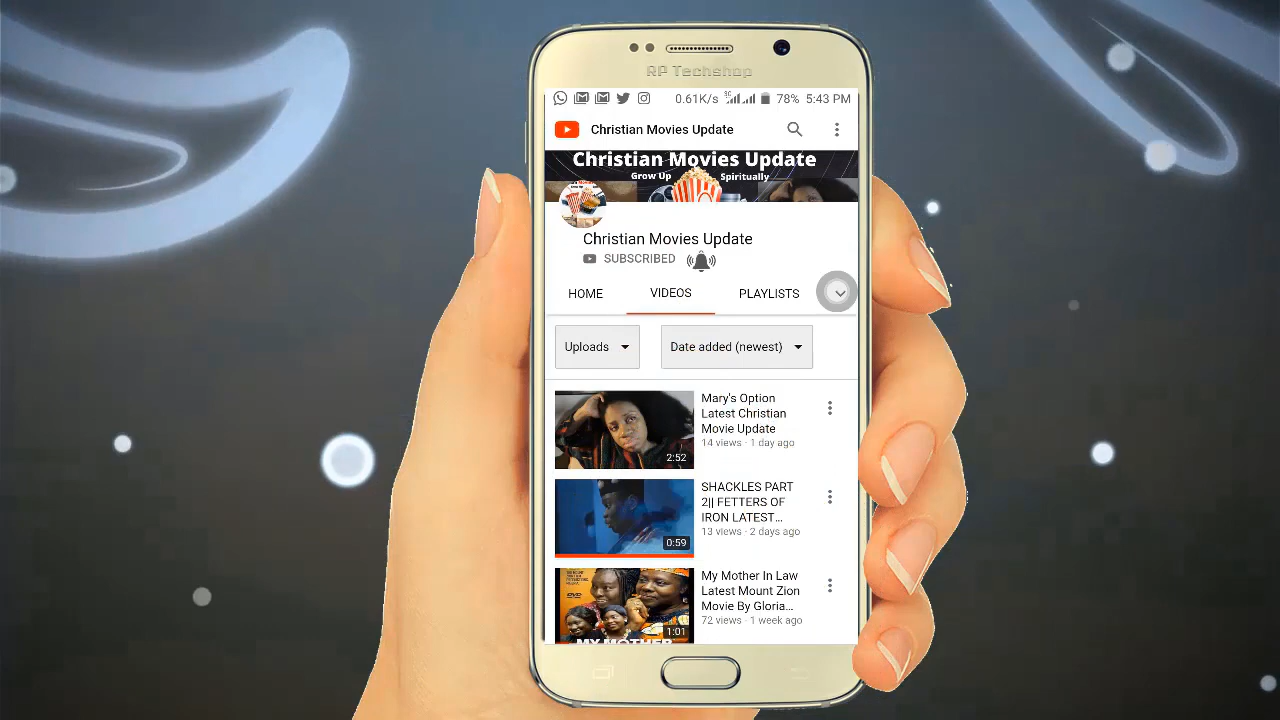 RP Techshop
0.61K/s 78% 5:43 PM
Christian Movies Update
Christian Movies Update
Grow Up Spiritually
Christian Movies Update
SUBSCRIBED
HOME VIDEOS PLAYLISTS
Uploads Date added (newest)
Mary's Option
Latest Christian
Movie Update
14 views · 1 day ago
2:52
SHACKLES PART
2|| FETTERS OF
IRON LATEST...
13 views · 2 days ago
0:59
My Mother In Law
Latest Mount Zion
Movie By Gloria...
72 views · 1 week ago
DVD
1:01
MY MOTHER